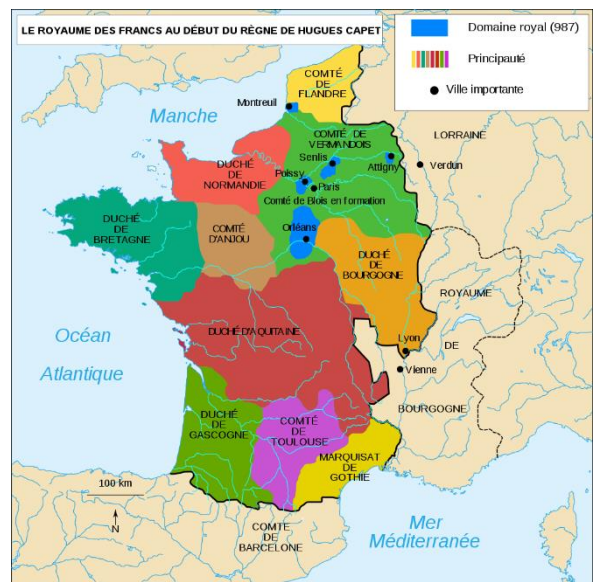 LE ROYAUME DES FRANCS AU DÉBUT DU RÈGNE DE HUGUES CAPET
Domaine royal (987)
Principauté
Ville importante
COMTÉ
DE
FLANDRE
Montreuil
Manche
COMTÉ DE
VERMANDOIS
LORRAINE
Senlis
Attigny
Verdun
DUCHÉ
DE
NORMANDIE
Poissy
Paris
Comté de Blois en formation
DUCHÉ
DE
BRETAGNE
COMTÉ
D'ANJOU
Orléans
DUCHÉ
DE
BOURGOGNE
ROYAUME
Océan
Atlantique
DUCHÉ D'AQUITAINE
Lyon
DE
Vienne
BOURGOGNE
DUCHÉ
DE
GASCOGNE
COMTÉ
DE
TOULOUSE
MARQUISAT
DE
GOTHIE
100 km
N
COMTE
DE
BARCELONE
Mer
Méditerranée